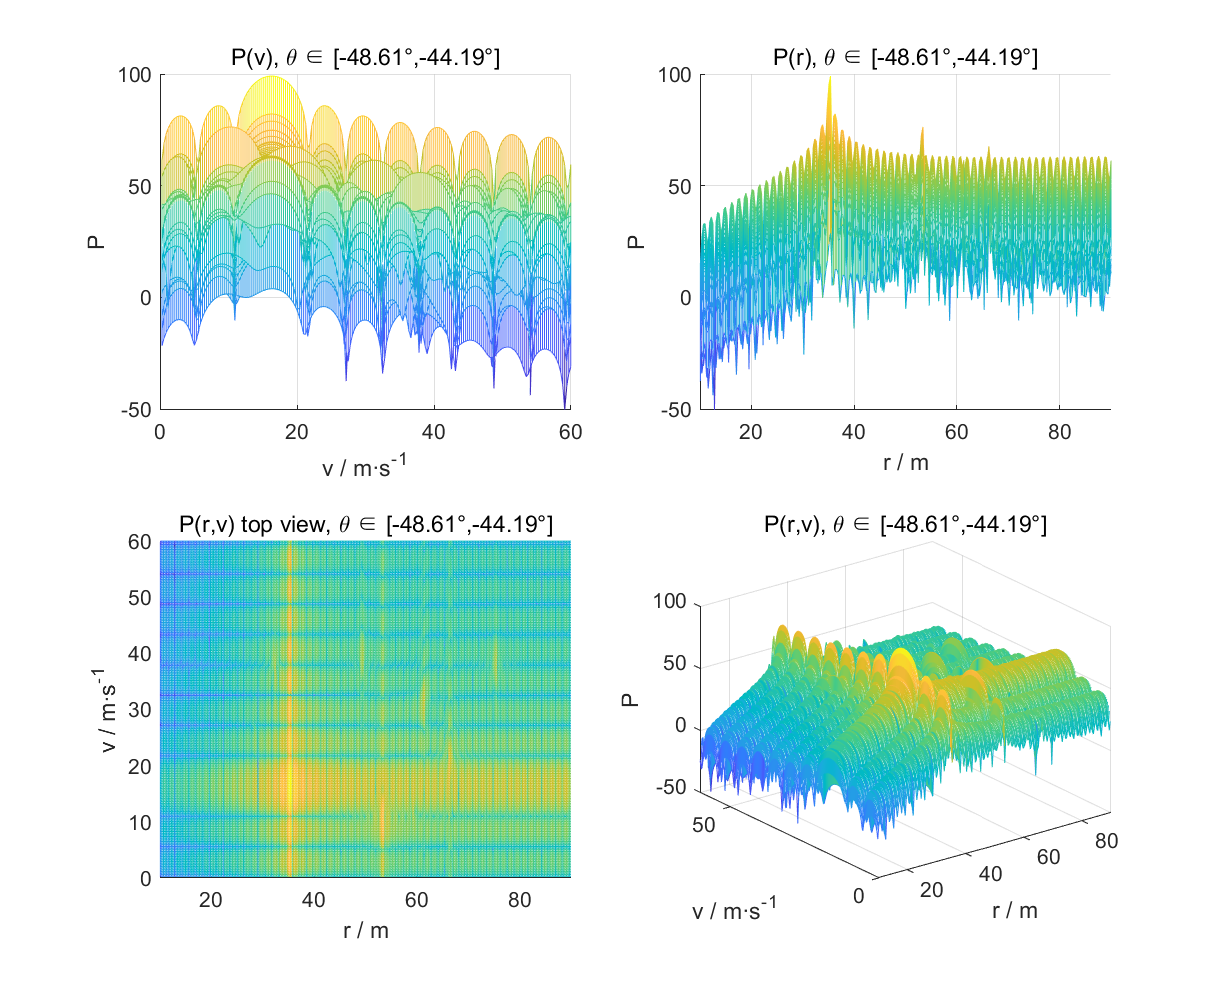 P(v), θ ∈ [-48.61°,-44.19°]
100
50
0
-50
P
0 20 40 60
v / m·s⁻¹
P(r), θ ∈ [-48.61°,-44.19°]
100
50
0
-50
P
20 40 60 80
r / m
P(r,v) top view, θ ∈ [-48.61°,-44.19°]
60
50
40
30
20
10
0
v / m·s⁻¹
20 40 60 80
r / m
P(r,v), θ ∈ [-48.61°,-44.19°]
100
50
0
-50
P
50
0
v / m·s⁻¹
20 40 60 80
r / m